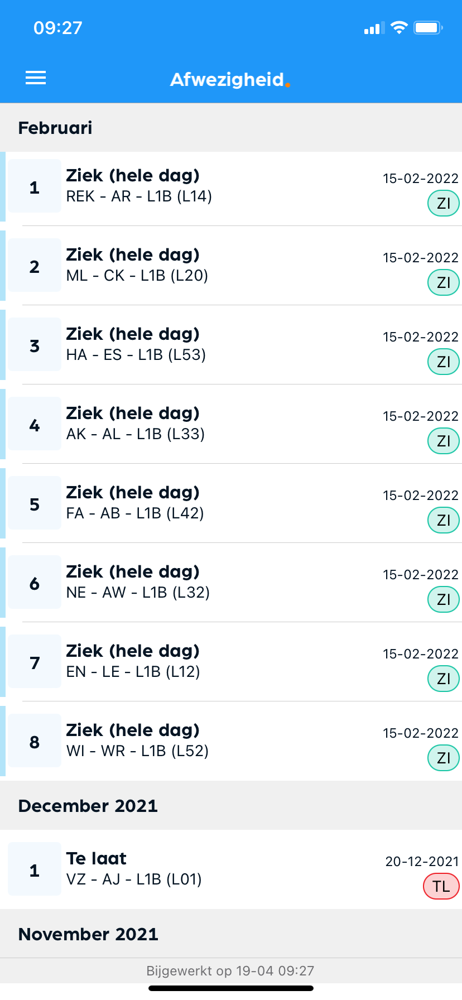 09:27
Afwezigheid.
Februari
1
Ziek (hele dag)
REK - AR - L1B (L14)
15-02-2022
ZI
2
Ziek (hele dag)
ML - CK - L1B (L20)
15-02-2022
ZI
3
Ziek (hele dag)
HA - ES - L1B (L53)
15-02-2022
ZI
4
Ziek (hele dag)
AK - AL - L1B (L33)
15-02-2022
ZI
5
Ziek (hele dag)
FA - AB - L1B (L42)
15-02-2022
ZI
6
Ziek (hele dag)
NE - AW - L1B (L32)
15-02-2022
ZI
7
Ziek (hele dag)
EN - LE - L1B (L12)
15-02-2022
ZI
8
Ziek (hele dag)
WI - WR - L1B (L52)
15-02-2022
ZI
December 2021
1
Te laat
VZ - AJ - L1B (L01)
20-12-2021
TL
November 2021
Bijgewerkt op 19-04 09:27